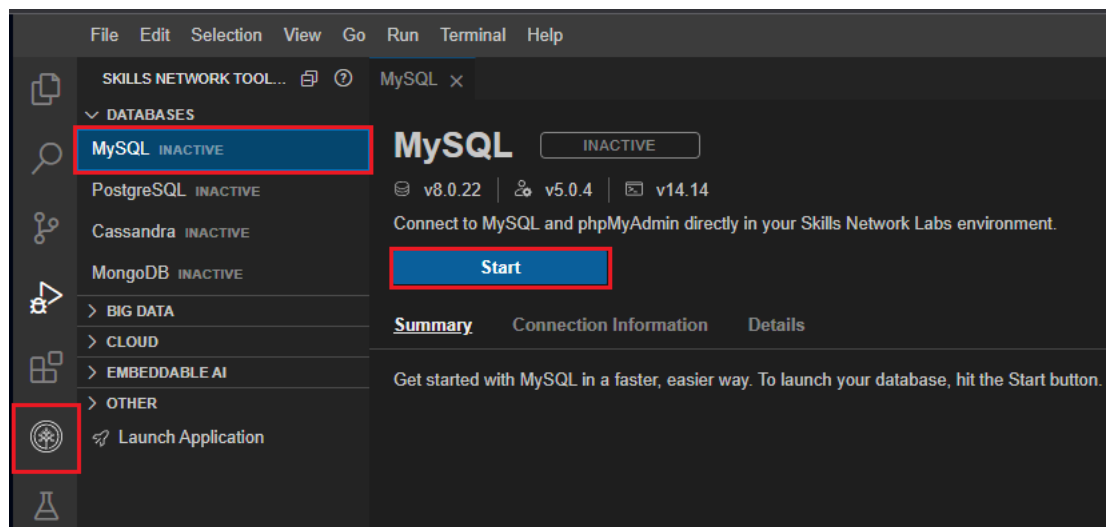 File Edit Selection View Go Run Terminal Help
SKILLS NETWORK TOOL...
MySQL
DATABASES
MySQL INACTIVE
PostgreSQL INACTIVE
Cassandra INACTIVE
MongoDB INACTIVE
BIG DATA
CLOUD
EMBEDDABLE AI
OTHER
Launch Application
MySQL INACTIVE
v8.0.22 v5.0.4 v14.14
Connect to MySQL and phpMyAdmin directly in your Skills Network Labs environment.
Start
Summary Connection Information Details
Get started with MySQL in a faster, easier way. To launch your database, hit the Start button.